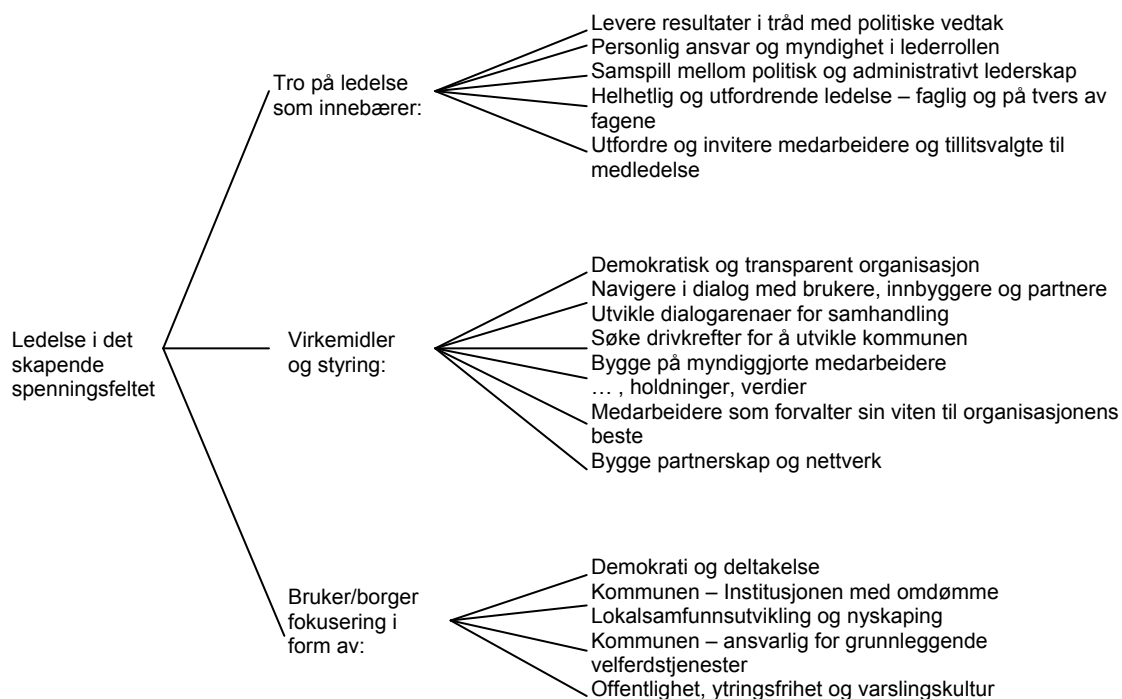 Ledelse i det
skapende
spenningsfeltet
Tro på ledelse
som innebærer:
Levere resultater i tråd med politiske vedtak
Personlig ansvar og myndighet i lederrollen
Samspill mellom politisk og administrativt lederskap
Helhetlig og utfordrende ledelse – faglig og på tvers av
fagene
Utfordre og invitere medarbeidere og tillitsvalgte til
medledelse
Virkemidler
og styring:
Demokratisk og transparent organisasjon
Navigere i dialog med brukere, innbyggere og partnere
Utvikle dialogarenaer for samhandling
Søke drivkrefter for å utvikle kommunen
Bygge på myndiggjorte medarbeidere
… , holdninger, verdier
Medarbeidere som forvalter sin viten til organisasjonens
beste
Bygge partnerskap og nettverk
Bruker/borger
fokusering i
form av:
Demokrati og deltakelse
Kommunen – Institusjonen med omdømme
Lokalsamfunnsutvikling og nyskaping
Kommunen – ansvarlig for grunnleggende
velferdstjenester
Offentlighet, ytringsfrihet og varslingskultur